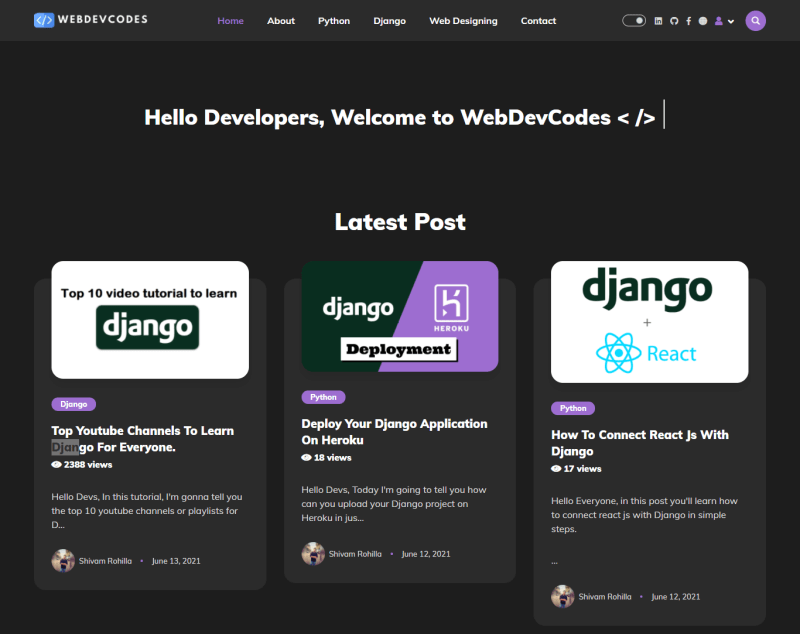 </> WEBDEVCODES
Home About Python Django Web Designing Contact
Hello Developers, Welcome to WebDevCodes < />
Latest Post
Top 10 video tutorial to learn
django
Django
Top Youtube Channels To Learn
Django For Everyone.
2388 views
Hello Devs, In this tutorial, I'm gonna tell you
the top 10 youtube channels or playlists for
D...
Shivam Rohilla • June 13, 2021
django
HEROKU
Deployment
Python
Deploy Your Django Application
On Heroku
18 views
Hello Devs, Today I'm going to tell you how
can you upload your Django project on
Heroku in jus...
Shivam Rohilla • June 12, 2021
django
+
React
Python
How To Connect React Js With
Django
17 views
Hello Everyone, in this post you'll learn how
to connect react js with Django in simple
steps.
...
Shivam Rohilla • June 12, 2021